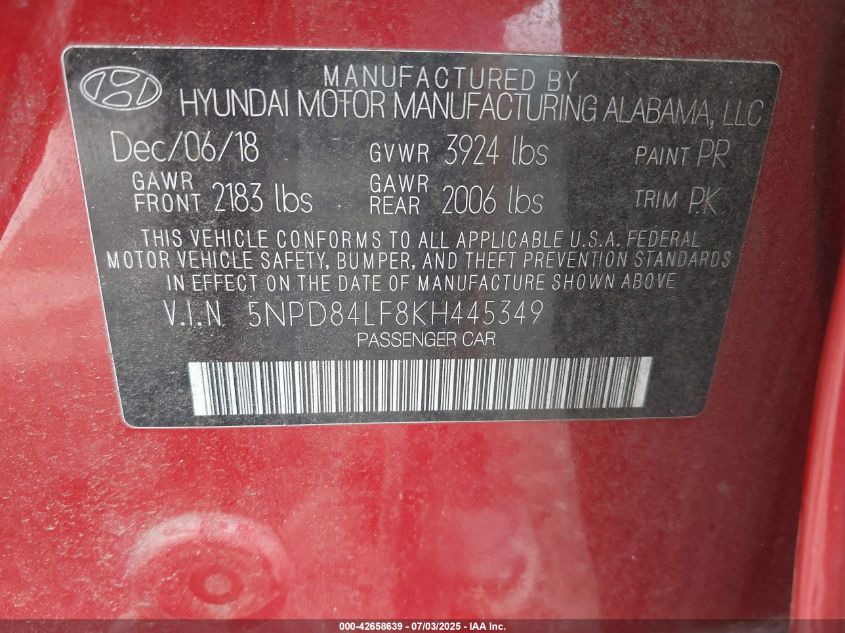 MANUFACTURED BY
HYUNDAI MOTOR MANUFACTURING ALABAMA, LLC
Dec/06/18 GVWR 3924 lbs PAINT PR
GAWR FRONT 2183 lbs GAWR REAR 2006 lbs TRIM P.K
THIS VEHICLE CONFORMS TO ALL APPLICABLE U.S.A. FEDERAL
MOTOR VEHICLE SAFETY, BUMPER, AND THEFT PREVENTION STANDARDS
IN EFFECT ON THE DATE OF MANUFACTURE SHOWN ABOVE.
V.I.N. 5NPD84LF8KH445349
PASSENGER CAR
000-42658639 - 07/03/2025 - IAA Inc.